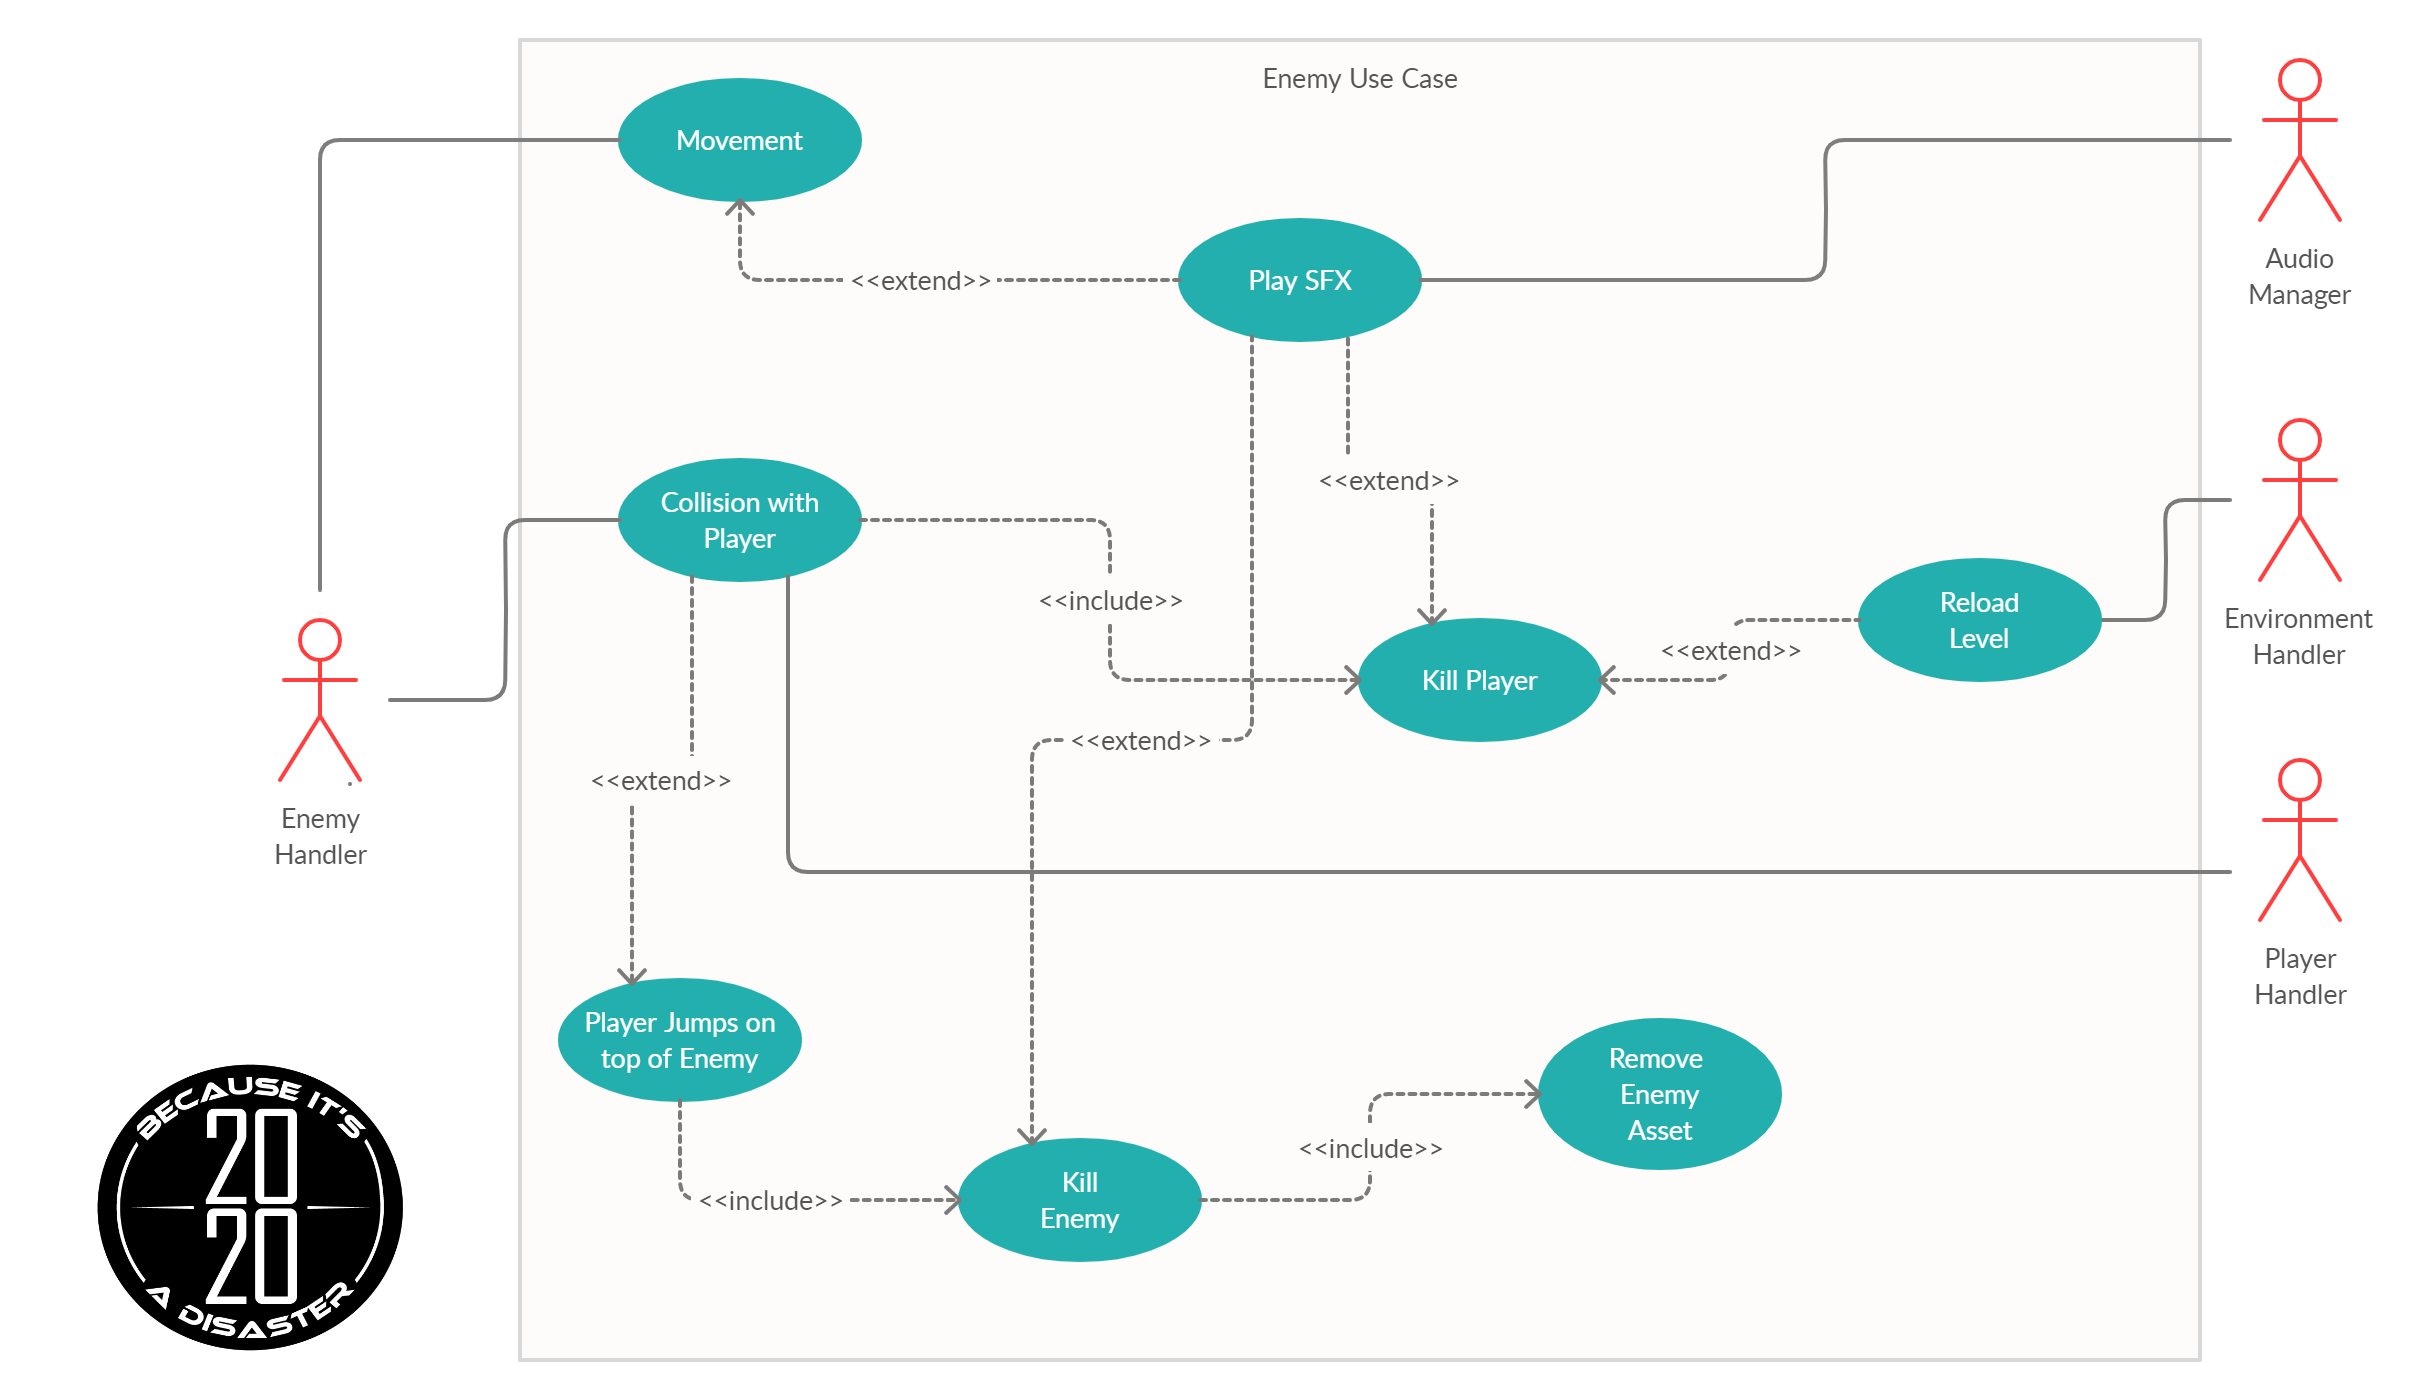 Enemy Use Case
Movement
<<extend>>
Play SFX
Audio
Manager
Collision with
Player
<<extend>>
<<include>>
Reload
Level
Environment
Handler
<<extend>>
Kill Player
<<extend>>
<<extend>>
Enemy
Handler
Player
Handler
Player Jumps on
top of Enemy
Remove
Enemy
Asset
<<include>>
<<include>>
Kill
Enemy
BECAUSE IT'S
20
20
A DISASTER